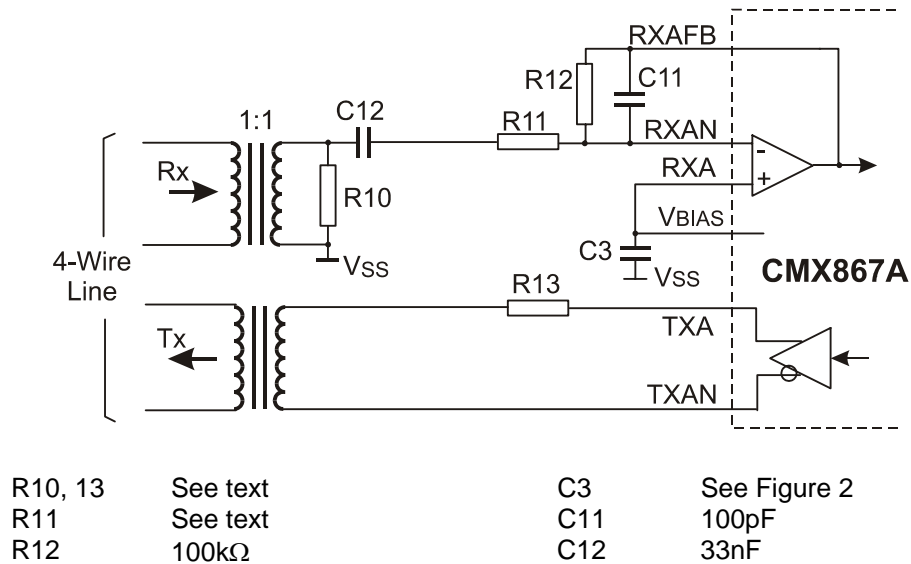 RXAFB
R12
C11
1:1
C12
R11
RXAN
-
Rx
R10
RXA
+
VBIAS
4-Wire
Line
VSS
C3
VSS
CMX867A
R13
Tx
TXA
TXAN
R10, 13 See text C3 See Figure 2
R11 See text C11 100pF
R12 100kΩ C12 33nF